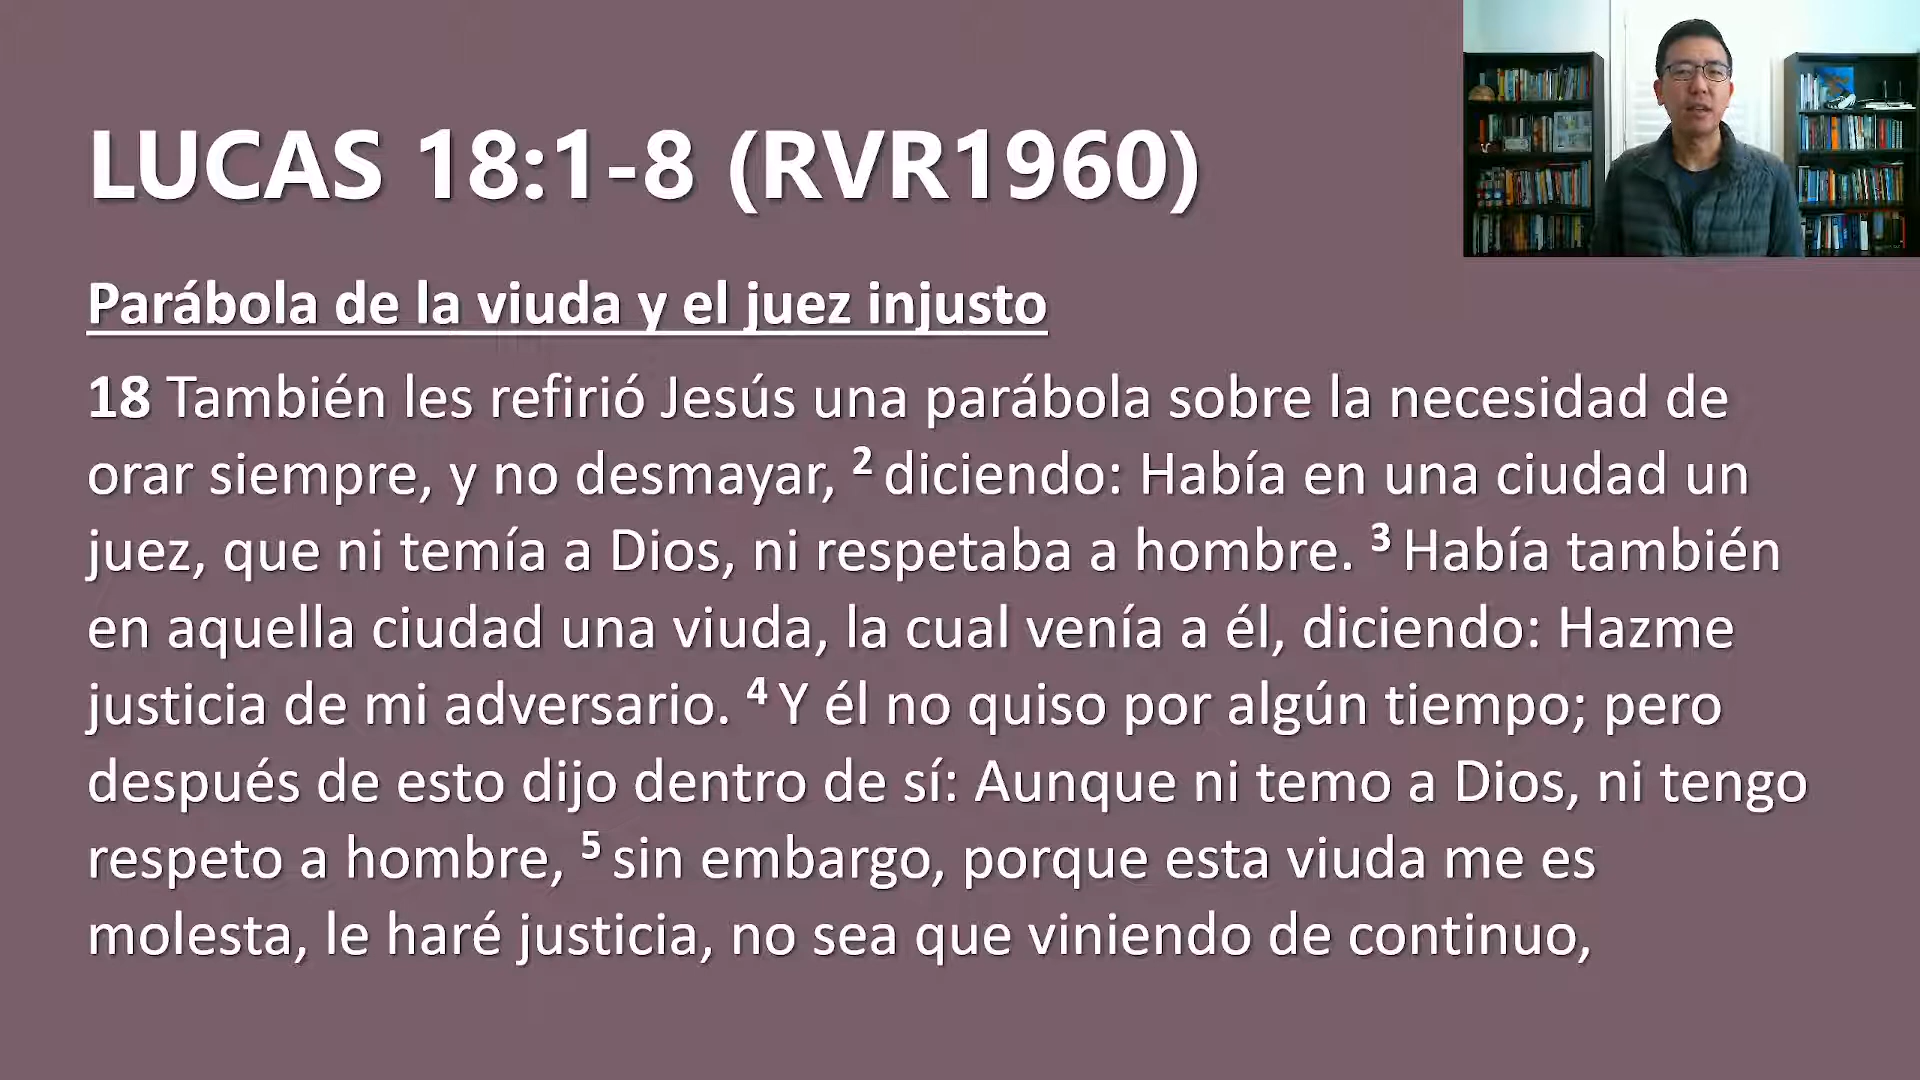 LUCAS 18:1-8 (RVR1960)
Parábola de la viuda y el juez injusto
18 También les refirió Jesús una parábola sobre la necesidad de
orar siempre, y no desmayar, 2 diciendo: Había en una ciudad un
juez, que ni temía a Dios, ni respetaba a hombre. 3 Había también
en aquella ciudad una viuda, la cual venía a él, diciendo: Hazme
justicia de mi adversario. 4 Y él no quiso por algún tiempo; pero
después de esto dijo dentro de sí: Aunque ni temo a Dios, ni tengo
respeto a hombre, 5 sin embargo, porque esta viuda me es
molesta, le haré justicia, no sea que viniendo de continuo,